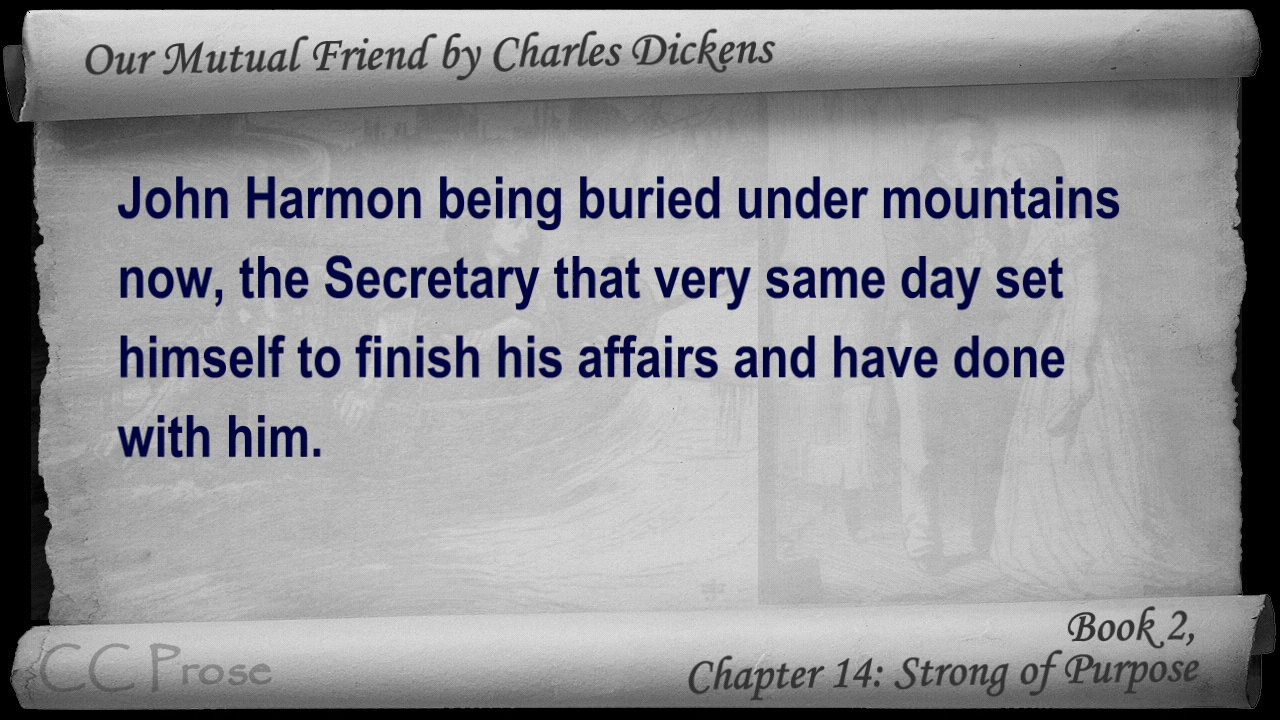 Our Mutual Friend by Charles Dickens
John Harmon being buried under mountains
now, the Secretary that very same day set
himself to finish his affairs and have done
with him.
Book 2,
CC Prose
Chapter 14: Strong of Purpose